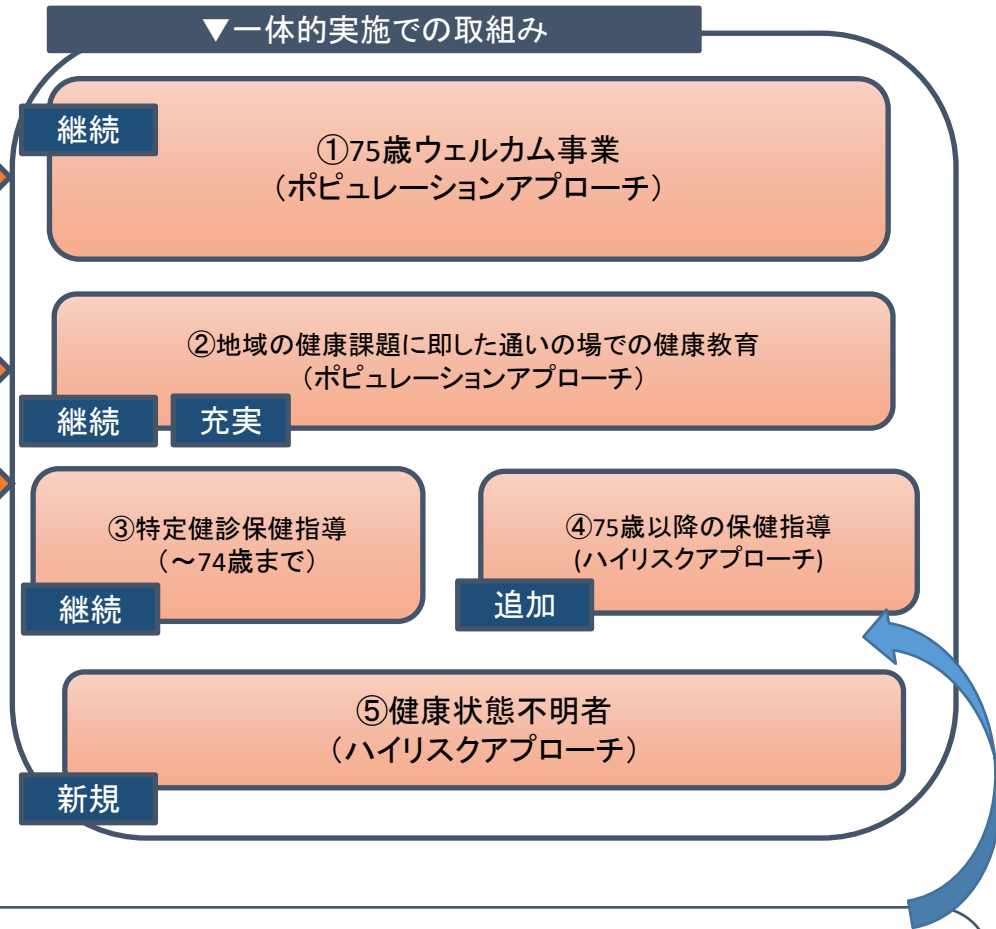 ▼一体的実施での取組み
継続
①75歳ウェルカム事業
（ポピュレーションアプローチ）
②地域の健康課題に即した通いの場での健康教育
（ポピュレーションアプローチ）
継続
充実
③特定健診保健指導
（～74歳まで）
継続
④75歳以降の保健指導
(ハイリスクアプローチ)
追加
⑤健康状態不明者
（ハイリスクアプローチ）
新規